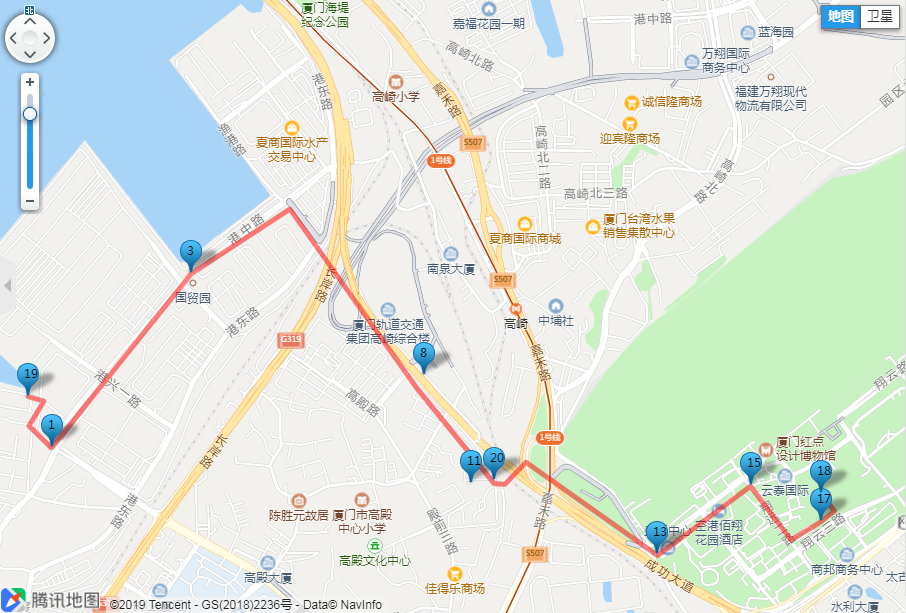 北
厦门海堤
纪念公园
嘉福花园一期
港中路
地图
卫星
蓝海园
万翔国际
商务中心
高崎北路
港东路
高崎小学
嘉禾路
诚信隆商场
福建万翔现代
物流有限公司
园区
渔港路
夏商国际水产
交易中心
S507
迎宾隆商场
高崎北二路
1号线
高崎北路
高崎北三路
厦门台湾水果
销售集散中心
港中路
夏商国际商城
3
南泉大厦
长岸路
S507
国贸园
港东路
厦门轨道交通
集团高崎综合楼
高崎
中埔社
G319
8
嘉禾路
19
港兴一路
高殿路
翔云路
1
1号线
长岸路
厦门红点
设计博物馆
11
20
15
18
云泰国际
17
港东路
陈胜元故居
厦门市高殿
中心小学
殿前三路
嘉禾路
13
中心
空港佰翔
花园酒店
翔云三路
高殿文化中心
S507
高殿大厦
成功大道
商邦商务中心
太古
佳得乐商场
水利大厦
腾讯地图
©2019 Tencent - GS(2018)2236号 - Data© NavInfo